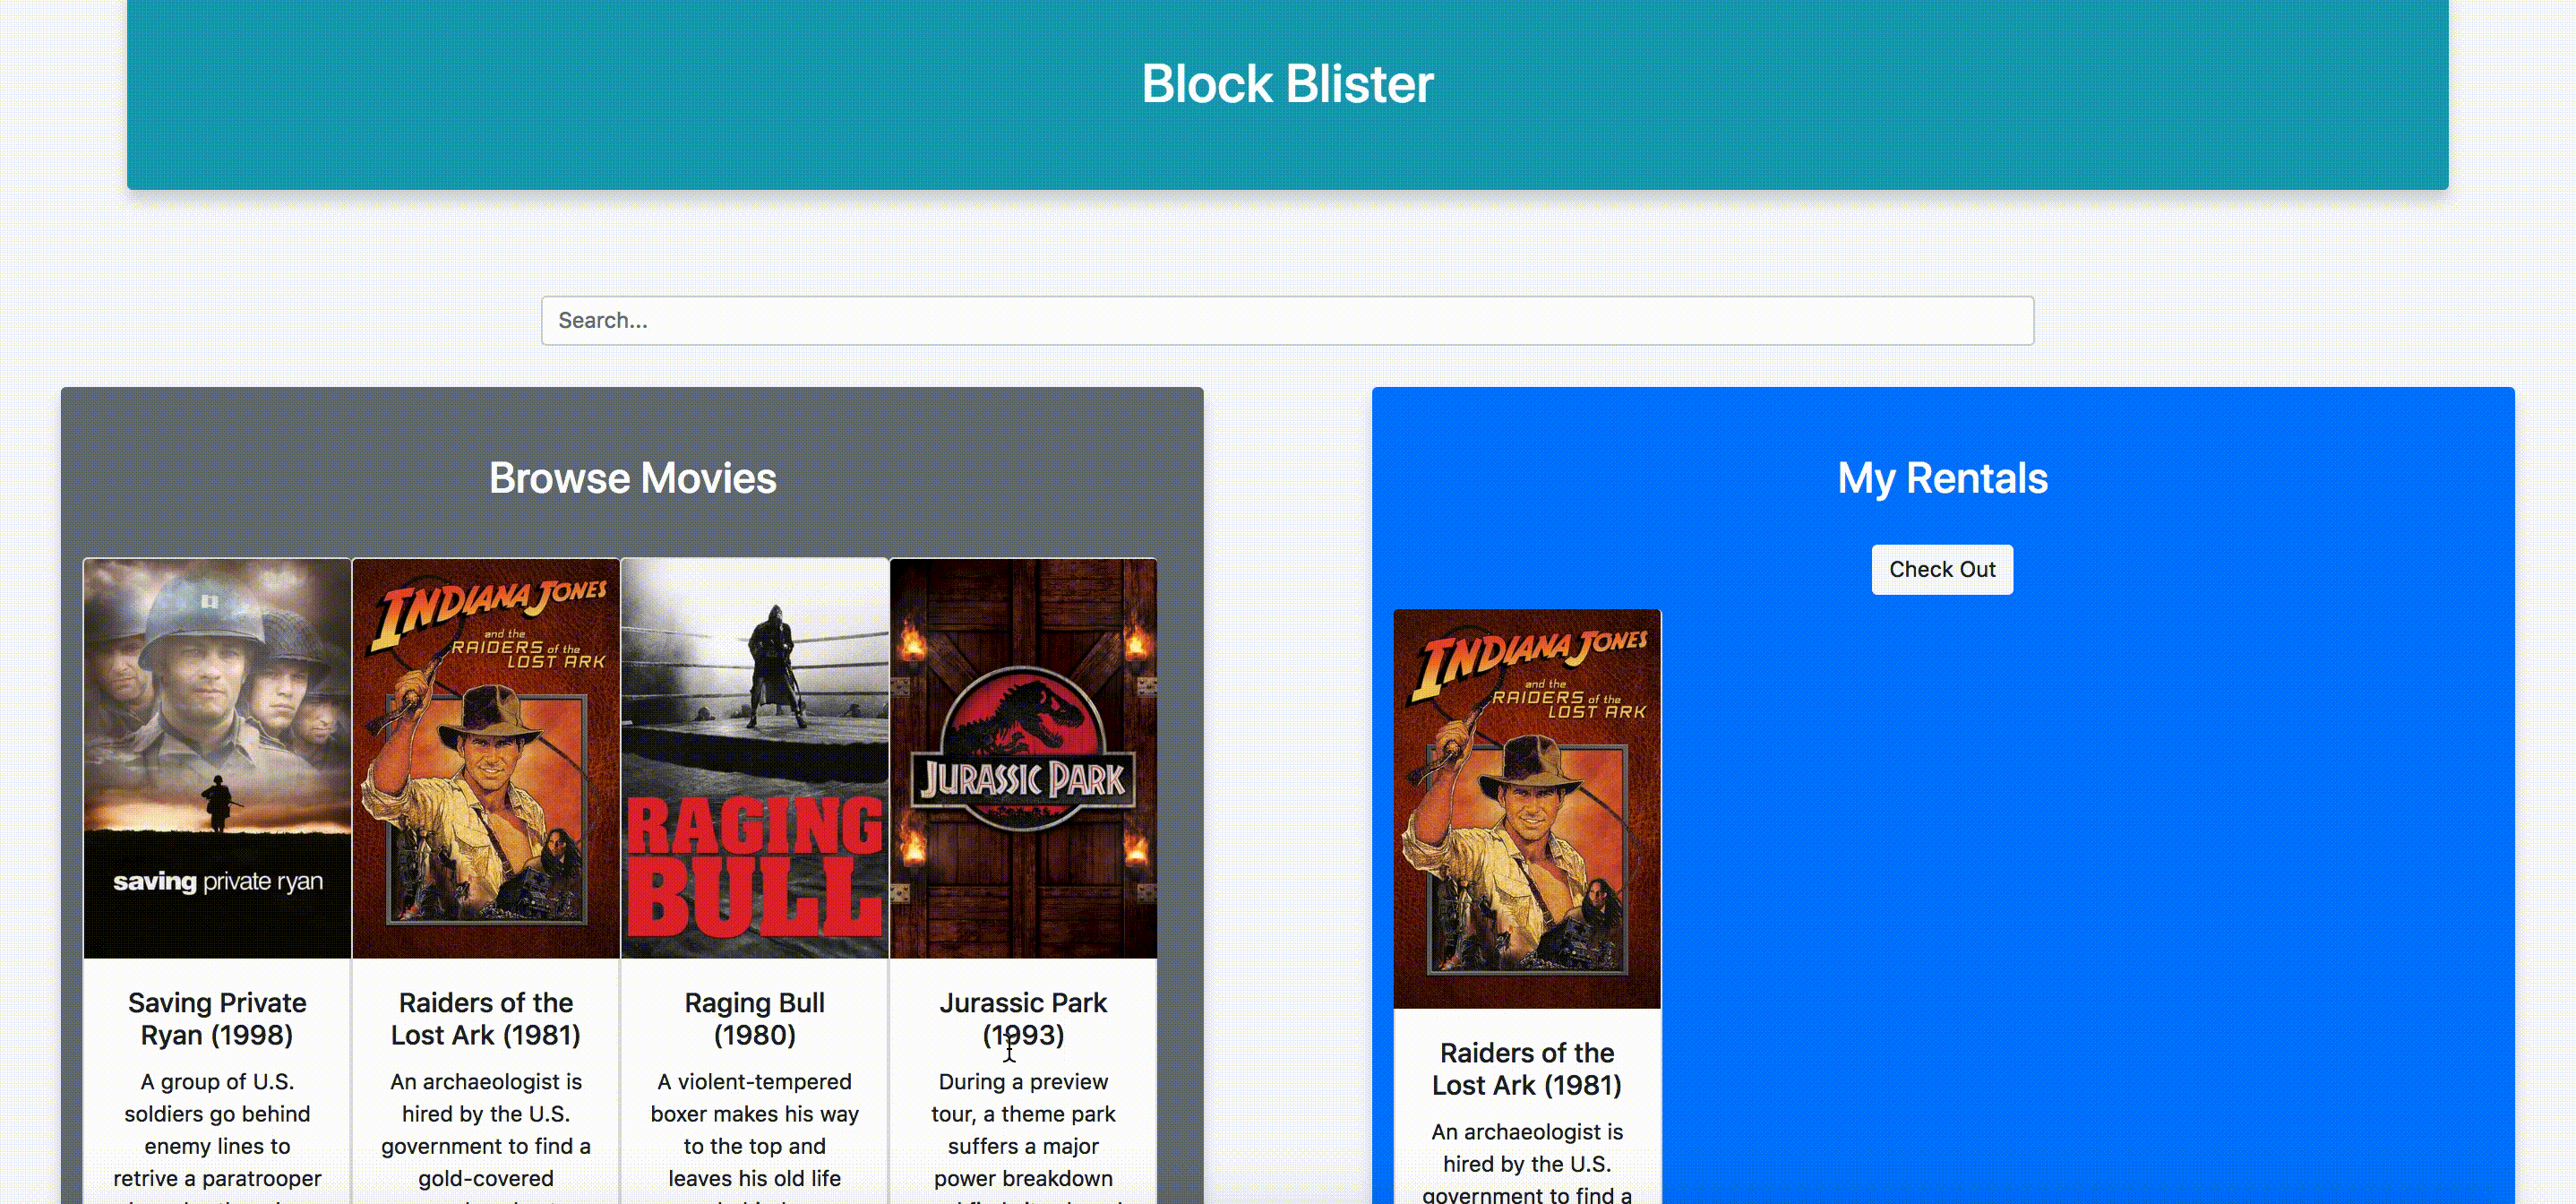 Block Blister
Search...
Browse Movies
saving private ryan
INDIANA JONES
and the
RAIDERS of the
LOST ARK
RAGING
BULL
JURASSIC PARK
Saving Private
Ryan (1998)
A group of U.S.
soldiers go behind
enemy lines to
retrive a paratrooper
Raiders of the
Lost Ark (1981)
An archaeologist is
hired by the U.S.
government to find a
gold-covered
Raging Bull
(1980)
A violent-tempered
boxer makes his way
to the top and
leaves his old life
Jurassic Park
(1993)
During a preview
tour, a theme park
suffers a major
power breakdown
My Rentals
Check Out
INDIANA JONES
and the
RAIDERS of the
LOST ARK
Raiders of the
Lost Ark (1981)
An archaeologist is
hired by the U.S.
government to find a